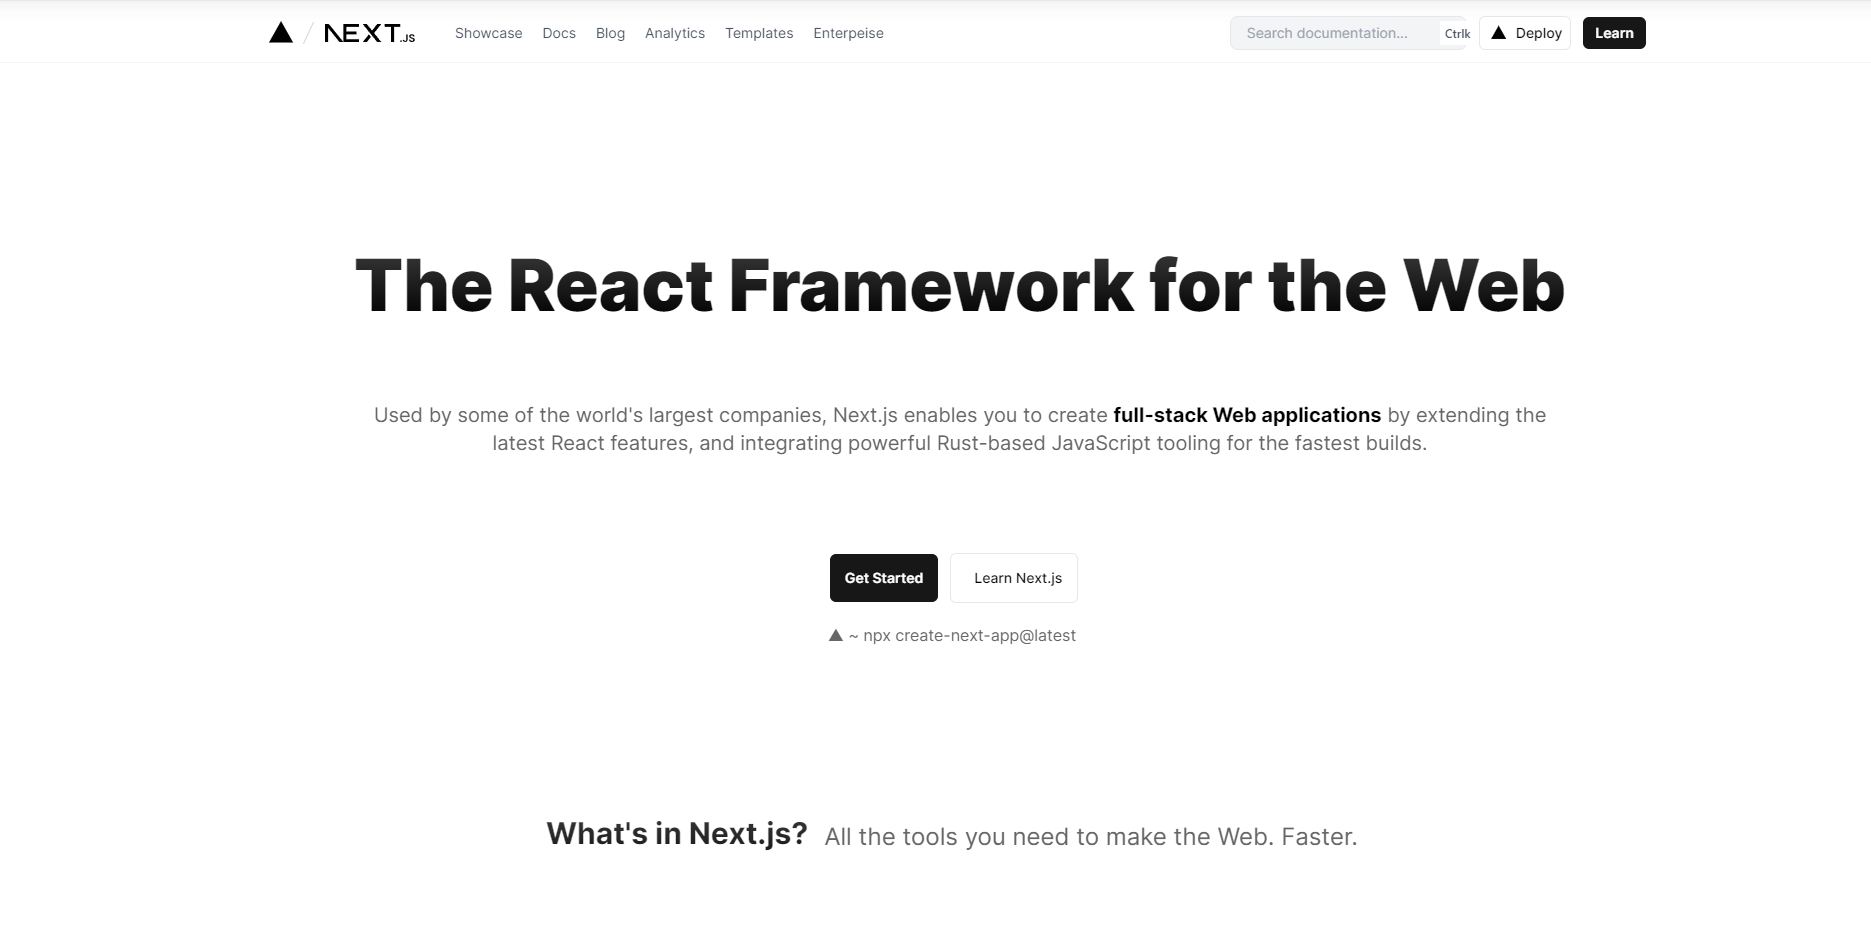 NEXT.JS Showcase Docs Blog Analytics Templates Enterpeise Search documentation... Ctrlk Deploy Learn
The React Framework for the Web
Used by some of the world's largest companies, Next.js enables you to create full-stack Web applications by extending the
latest React features, and integrating powerful Rust-based JavaScript tooling for the fastest builds.
Get Started Learn Next.js
▲ ~ npx create-next-app@latest
What's in Next.js? All the tools you need to make the Web. Faster.